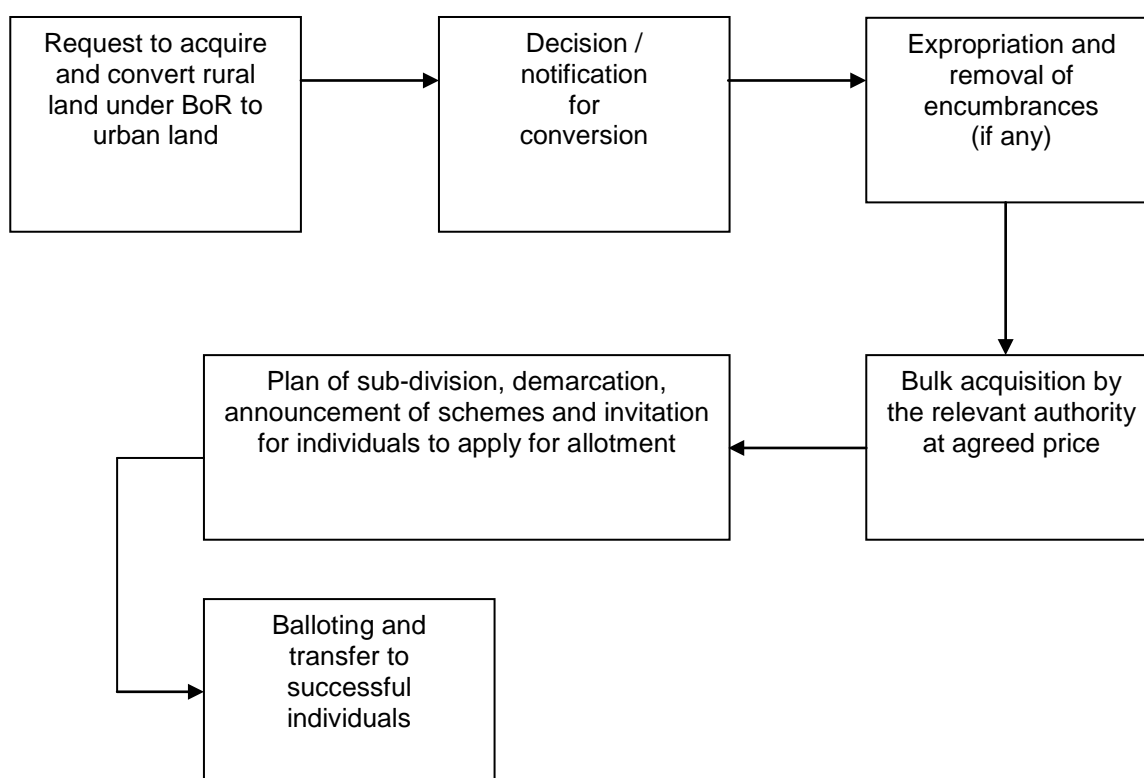 Request to acquire
and convert rural
land under BoR to
urban land
Decision /
notification
for
conversion
Expropriation and
removal of
encumbrances
(if any)
Bulk acquisition by
the relevant authority
at agreed price
Plan of sub-division, demarcation,
announcement of schemes and invitation
for individuals to apply for allotment
Balloting and
transfer to
successful
individuals